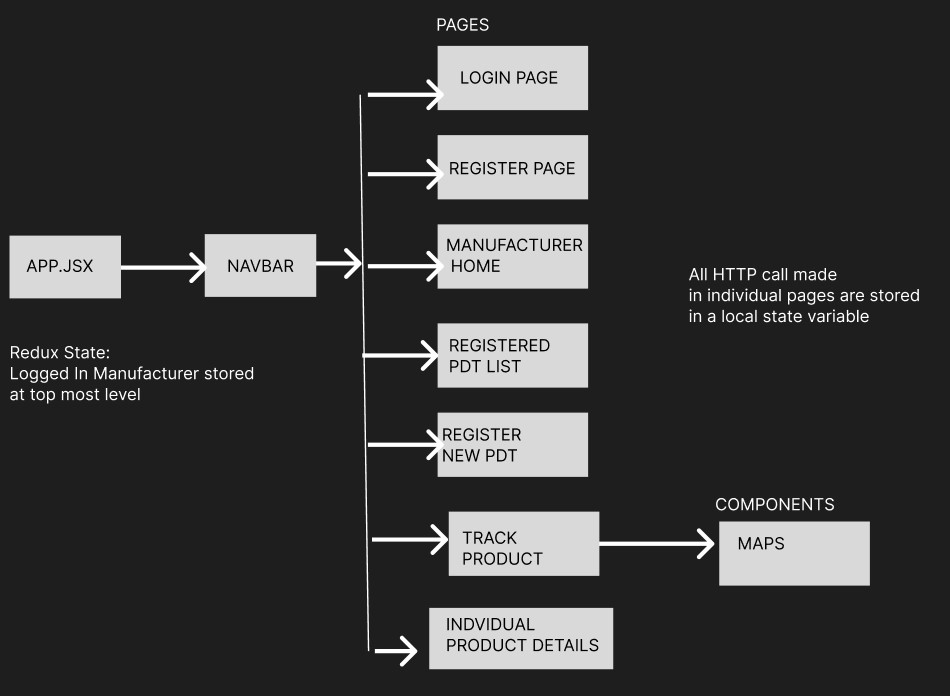 PAGES
LOGIN PAGE
REGISTER PAGE
MANUFACTURER
HOME
APP.JSX
NAVBAR
All HTTP call made
in individual pages are stored
in a local state variable
Redux State:
Logged In Manufacturer stored
at top most level
REGISTERED
PDT LIST
REGISTER
NEW PDT
TRACK
PRODUCT
COMPONENTS
MAPS
INDVIDUAL
PRODUCT DETAILS